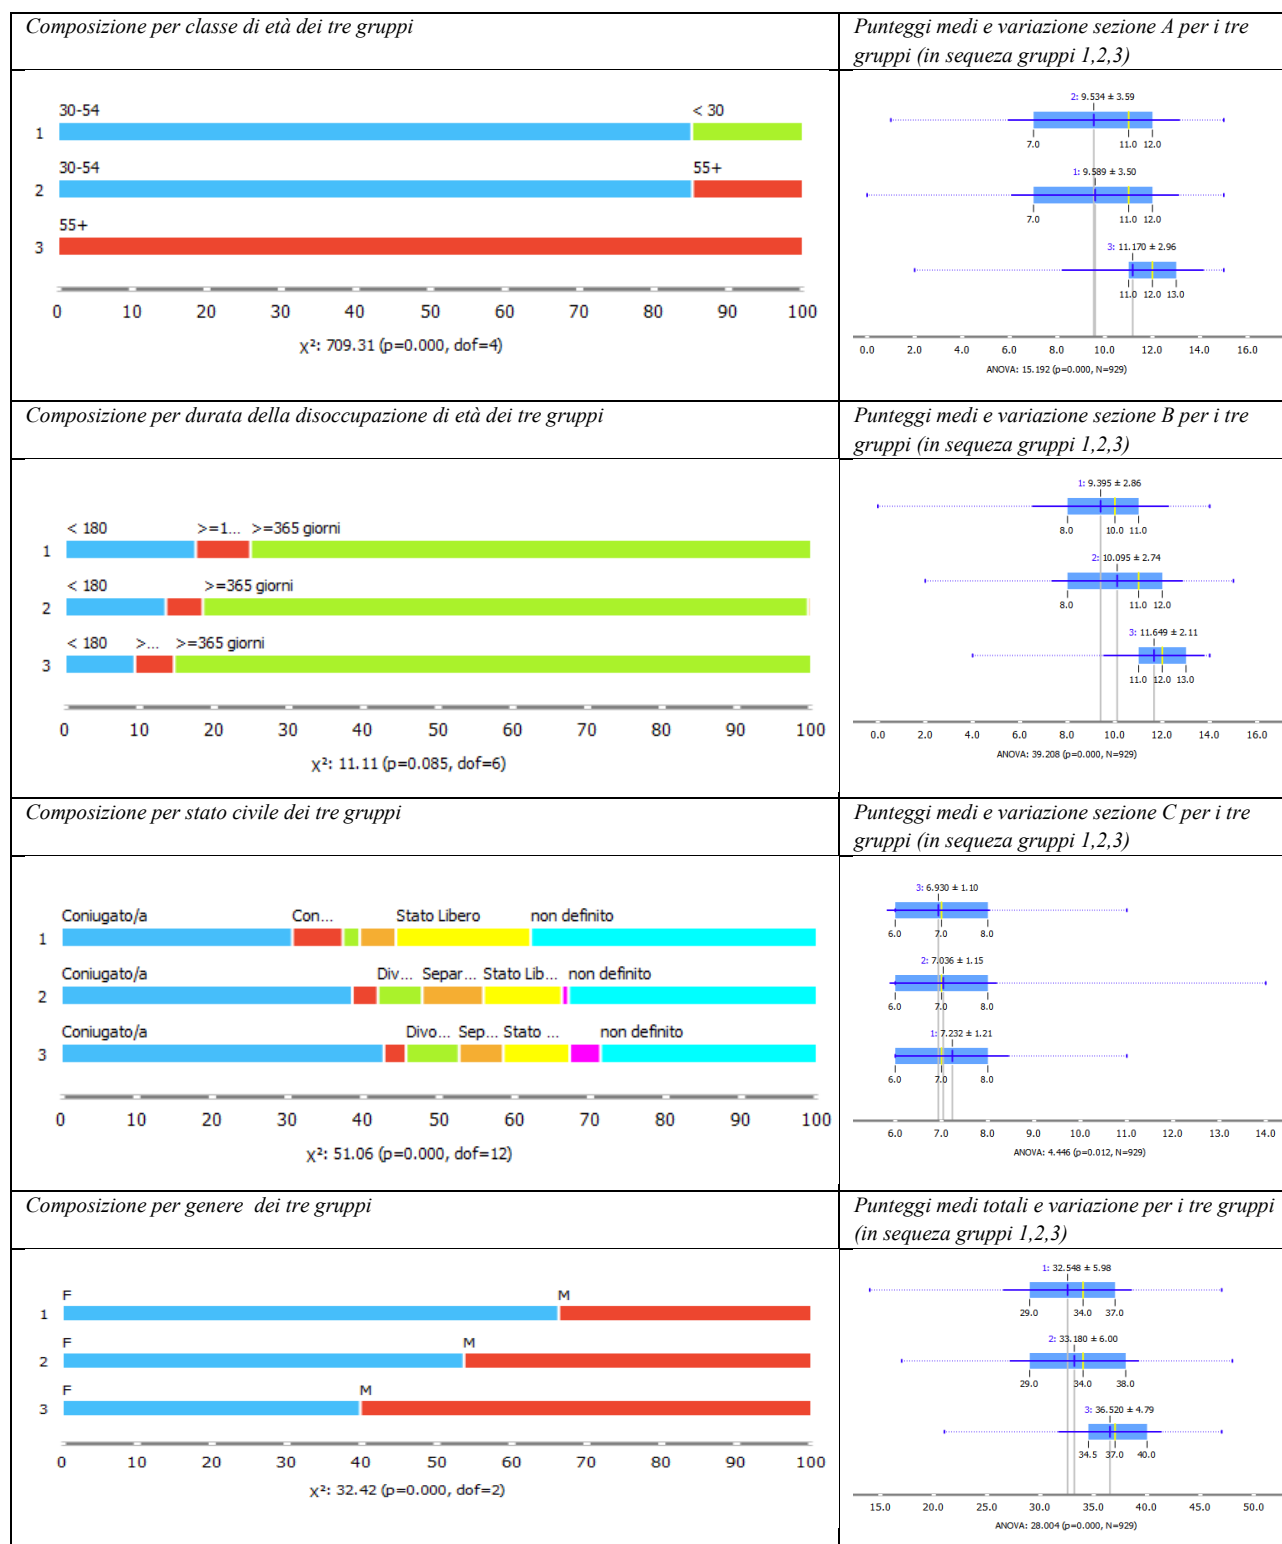 Composizione per classe di età dei tre gruppi
30-54 < 30
1
30-54 55+
2
55+
3
0 10 20 30 40 50 60 70 80 90 100
χ²: 709.31 (p=0.000, dof=4)
Punteggi medi e variazione sezione A per i tre
gruppi (in sequeza gruppi 1,2,3)
2: 9.534 ± 3.59
7.0 11.0 12.0
1: 9.589 ± 3.50
7.0 11.0 12.0
3: 11.170 ± 2.96
11.0 12.0 13.0
0.0 2.0 4.0 6.0 8.0 10.0 12.0 14.0 16.0
ANOVA: 15.192 (p=0.000, N=929)
Composizione per durata della disoccupazione di età dei tre gruppi
< 180 >=1... >=365 giorni
1
< 180 >=365 giorni
2
< 180 >... >=365 giorni
3
0 10 20 30 40 50 60 70 80 90 100
χ²: 11.11 (p=0.085, dof=6)
Punteggi medi e variazione sezione B per i tre
gruppi (in sequeza gruppi 1,2,3)
1: 9.395 ± 2.86
8.0 10.0 11.0
2: 10.095 ± 2.74
8.0 11.0 12.0
3: 11.649 ± 2.11
11.0 12.0 13.0
0.0 2.0 4.0 6.0 8.0 10.0 12.0 14.0 16.0
ANOVA: 39.208 (p=0.000, N=929)
Composizione per stato civile dei tre gruppi
Coniugato/a Con... Stato Libero non definito
1
Coniugato/a Div... Separ... Stato Lib... non definito
2
Coniugato/a Divo... Sep... Stato ... non definito
3
0 10 20 30 40 50 60 70 80 90 100
χ²: 51.06 (p=0.000, dof=12)
Punteggi medi e variazione sezione C per i tre
gruppi (in sequeza gruppi 1,2,3)
3: 6.930 ± 1.10
6.0 7.0 8.0
2: 7.036 ± 1.15
6.0 7.0 8.0
1: 7.232 ± 1.21
6.0 7.0 8.0
6.0 7.0 8.0 9.0 10.0 11.0 12.0 13.0 14.0
ANOVA: 4.446 (p=0.012, N=929)
Composizione per genere dei tre gruppi
F M
1
F M
2
F M
3
0 10 20 30 40 50 60 70 80 90 100
χ²: 32.42 (p=0.000, dof=2)
Punteggi medi totali e variazione per i tre gruppi
(in sequeza gruppi 1,2,3)
1: 32.548 ± 5.98
29.0 34.0 37.0
2: 33.180 ± 6.00
29.0 34.0 38.0
3: 36.520 ± 4.79
34.5 37.0 40.0
15.0 20.0 25.0 30.0 35.0 40.0 45.0 50.0
ANOVA: 28.004 (p=0.000, N=929)